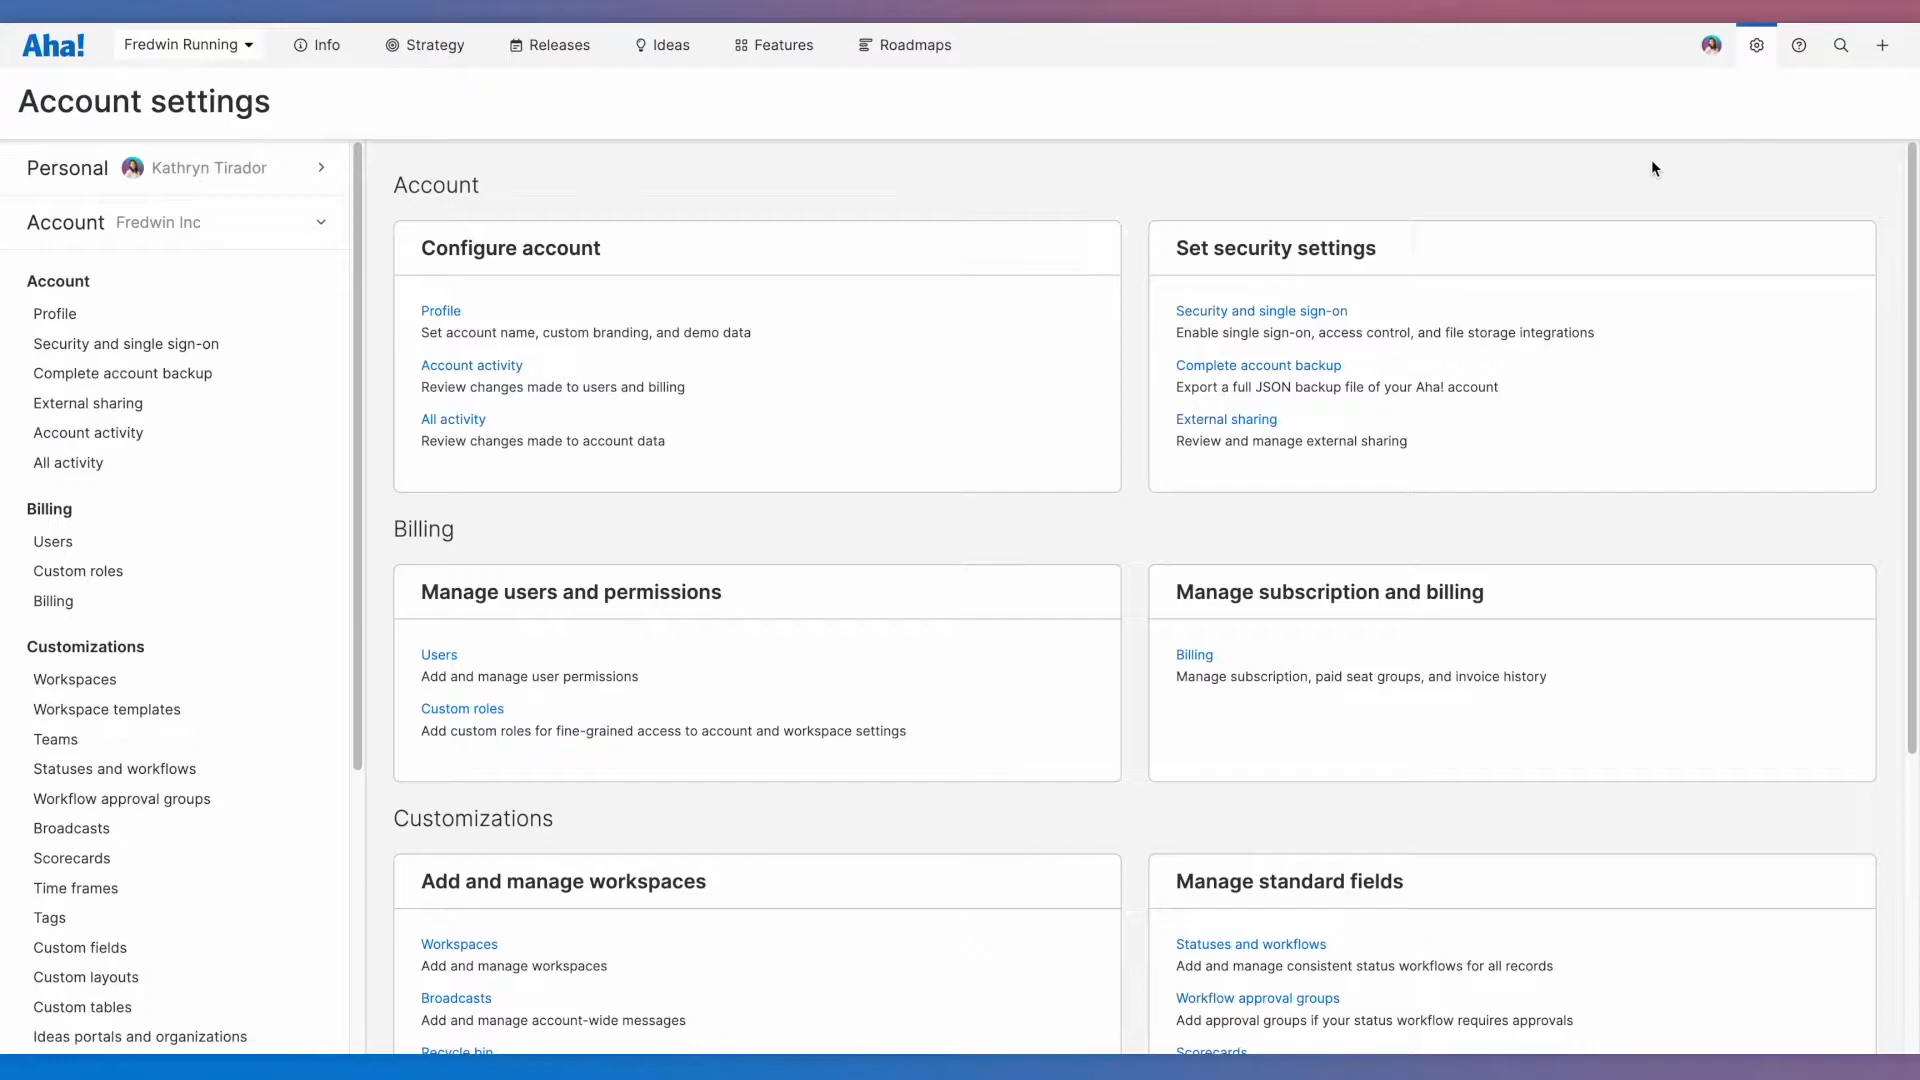 Aha!
Fredwin Running
Info
Strategy
Releases
Ideas
Features
Roadmaps
Account settings
Personal Kathryn Tirador
Account Fredwin Inc
Account
Profile
Security and single sign-on
Complete account backup
External sharing
Account activity
All activity
Billing
Users
Custom roles
Billing
Customizations
Workspaces
Workspace templates
Teams
Statuses and workflows
Workflow approval groups
Broadcasts
Scorecards
Time frames
Tags
Custom fields
Custom layouts
Custom tables
Ideas portals and organizations
Account
Configure account
Profile
Set account name, custom branding, and demo data
Account activity
Review changes made to users and billing
All activity
Review changes made to account data
Set security settings
Security and single sign-on
Enable single sign-on, access control, and file storage integrations
Complete account backup
Export a full JSON backup file of your Aha! account
External sharing
Review and manage external sharing
Billing
Manage users and permissions
Users
Add and manage user permissions
Custom roles
Add custom roles for fine-grained access to account and workspace settings
Manage subscription and billing
Billing
Manage subscription, paid seat groups, and invoice history
Customizations
Add and manage workspaces
Workspaces
Add and manage workspaces
Broadcasts
Add and manage account-wide messages
Recycle bin
Manage standard fields
Statuses and workflows
Add and manage consistent status workflows for all records
Workflow approval groups
Add approval groups if your status workflow requires approvals
Scorecards